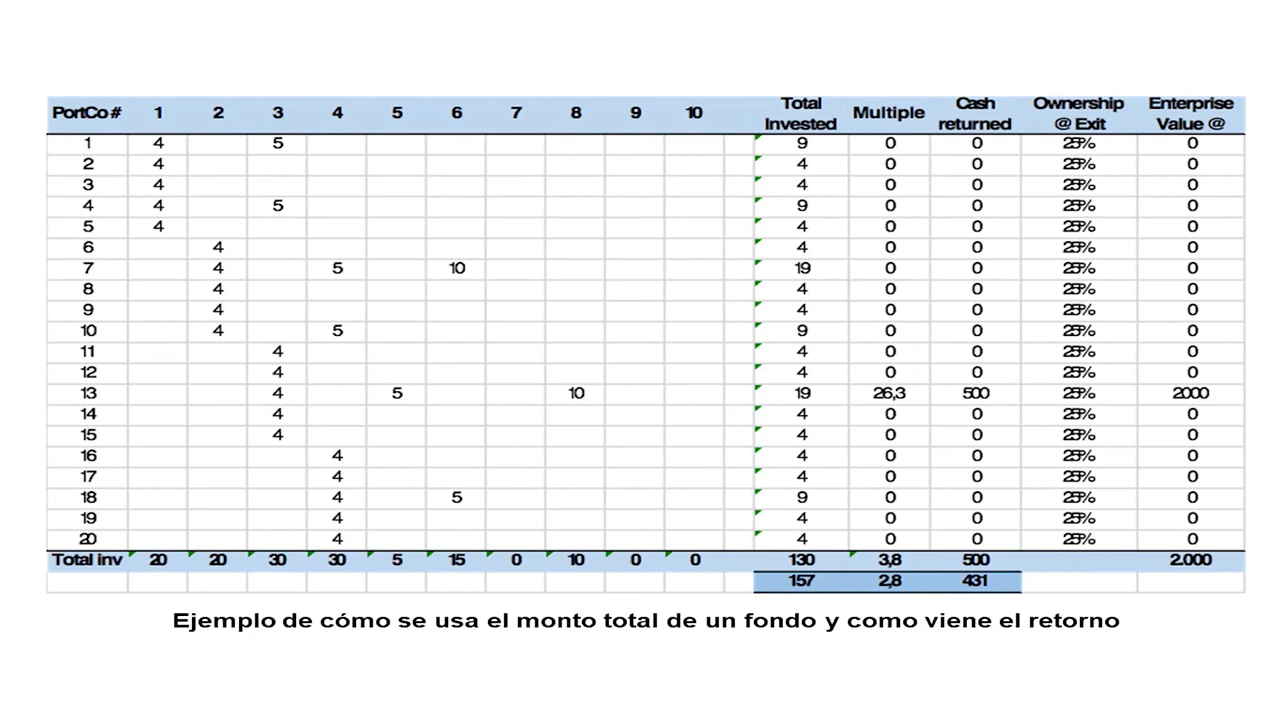 PortCo # 1 2 3 4 5 6 7 8 9 10 Total Invested Multiple Cash returned Ownership @ Exit Enterprise Value @
1 4 5 9 0 0 25% 0
2 4 4 0 0 25% 0
3 4 4 0 0 25% 0
4 4 5 9 0 0 25% 0
5 4 4 0 0 25% 0
6 4 4 0 0 25% 0
7 4 5 10 19 0 0 25% 0
8 4 4 0 0 25% 0
9 4 4 0 0 25% 0
10 4 5 9 0 0 25% 0
11 4 4 0 0 25% 0
12 4 4 0 0 25% 0
13 4 5 10 19 26,3 500 25% 2000
14 4 4 0 0 25% 0
15 4 4 0 0 25% 0
16 4 4 0 0 25% 0
17 4 4 0 0 25% 0
18 4 5 9 0 0 25% 0
19 4 4 0 0 25% 0
20 4 4 0 0 25% 0
Total inv 20 20 30 30 5 15 0 10 0 0 130 3,8 500 2.000
157 2,8 431
Ejemplo de cómo se usa el monto total de un fondo y como viene el retorno